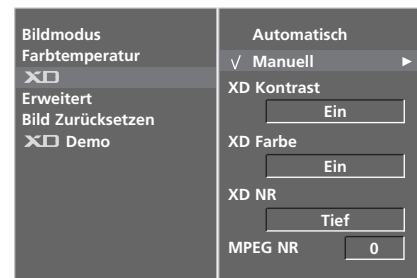 Bildmodus
Farbtemperatur
XD
Erweitert
Bild Zurücksetzen
XD Demo
Automatisch
√ Manuell ►
XD Kontrast
Ein
XD Farbe
Ein
XD NR
Tief
MPEG NR 0